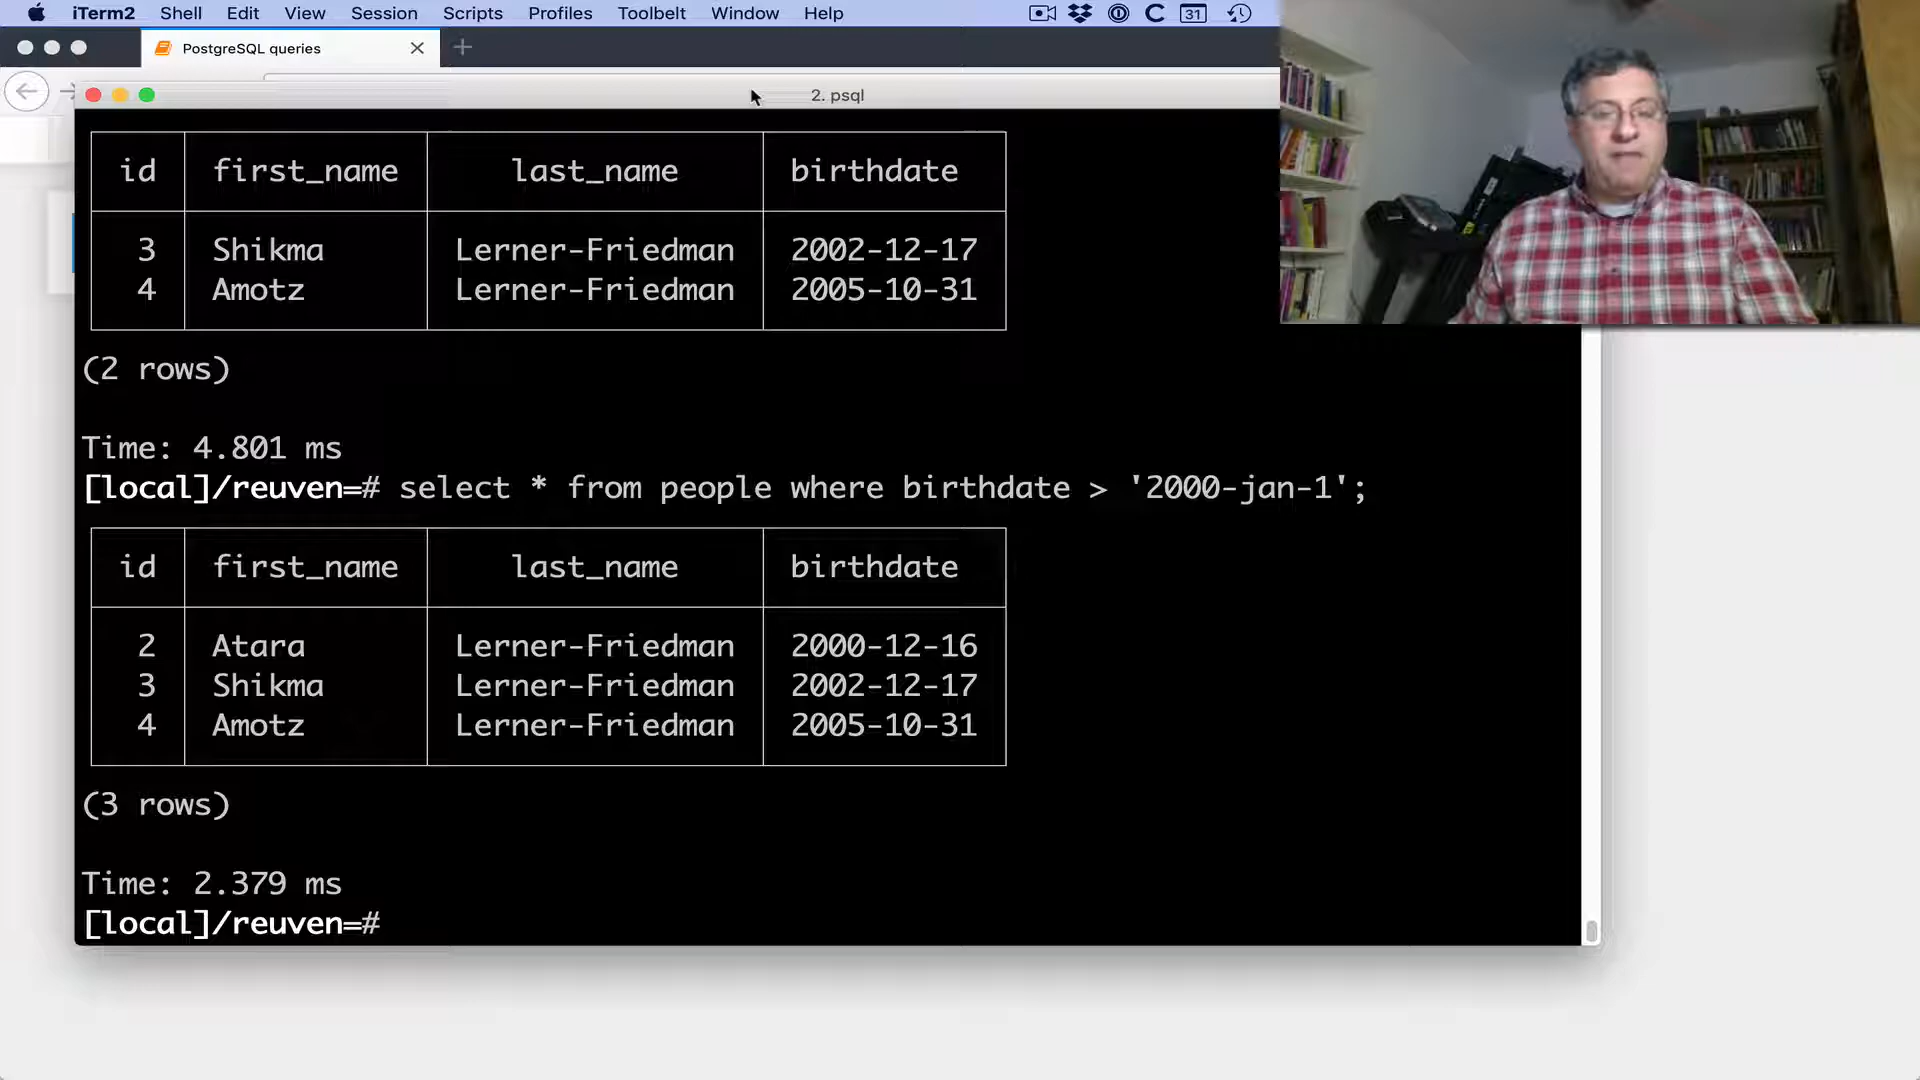 iTerm2 Shell Edit View Session Scripts Profiles Toolbelt Window Help 31
PostgreSQL queries
2. psql
id first_name last_name birthdate
3 Shikma Lerner-Friedman 2002-12-17
4 Amotz Lerner-Friedman 2005-10-31
(2 rows)
Time: 4.801 ms
[local]/reuven=# select * from people where birthdate > '2000-jan-1';
id first_name last_name birthdate
2 Atara Lerner-Friedman 2000-12-16
3 Shikma Lerner-Friedman 2002-12-17
4 Amotz Lerner-Friedman 2005-10-31
(3 rows)
Time: 2.379 ms
[local]/reuven=#